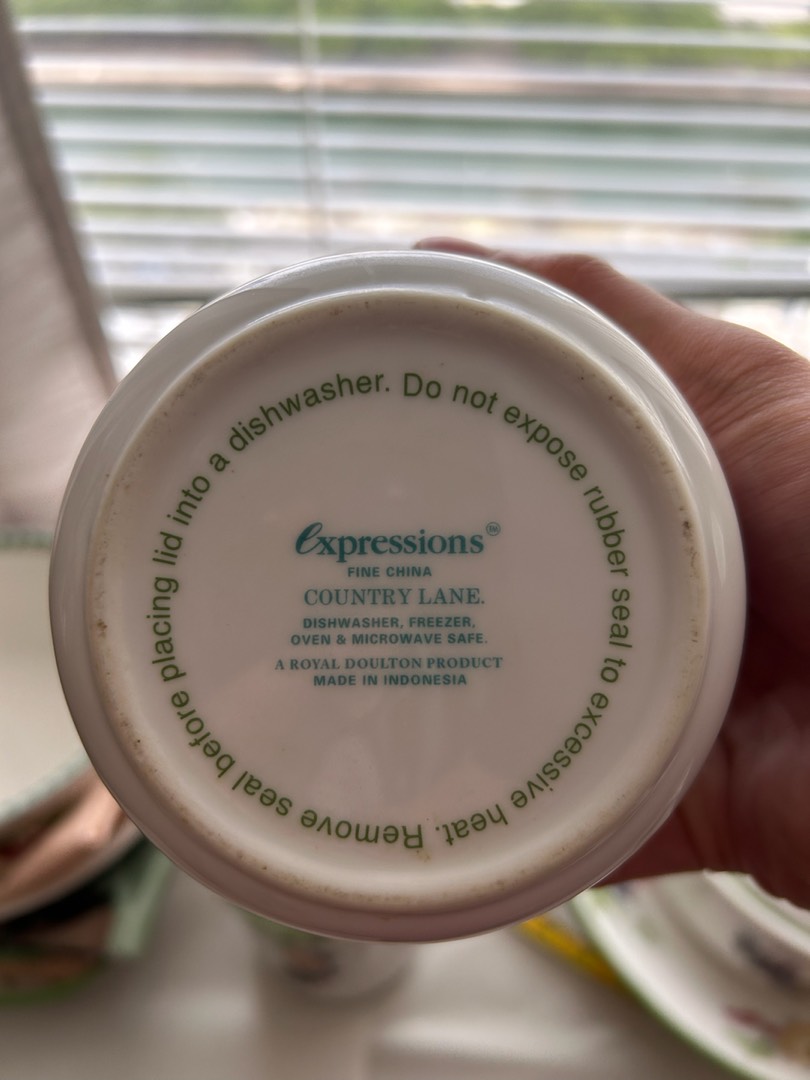 Do not expose rubber seal to excessive heat. Remove seal before placing lid into a dishwasher.
expressions™
FINE CHINA
COUNTRY LANE.
DISHWASHER, FREEZER,
OVEN & MICROWAVE SAFE.
A ROYAL DOULTON PRODUCT
MADE IN INDONESIA